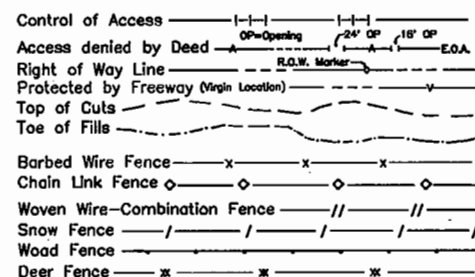 Control of Access
OP=Opening
24' OP
16' OP
Access denied by Deed
A
A
E.O.A.
R.O.W. Marker
Right of Way Line
Protected by Freeway (Virgin Location)
Top of Cuts
Toe of Fills
Barbed Wire Fence
Chain Link Fence
Woven Wire-Combination Fence
Snow Fence
Woad Fence
Deer Fence